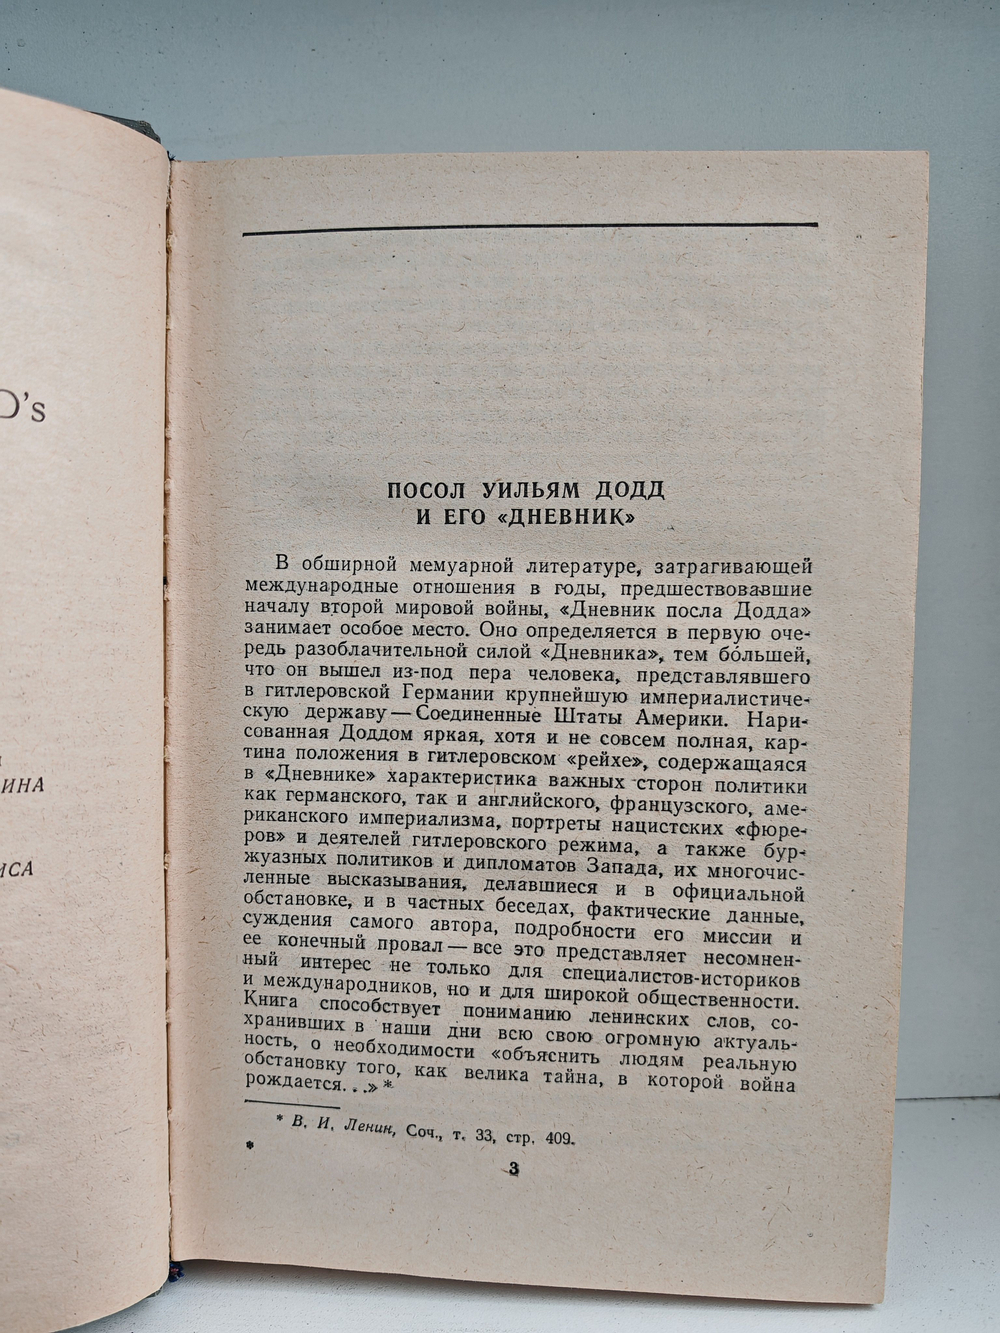 D's
ИНА
ИСА
ПОСОЛ УИЛЬЯМ ДОДД
И ЕГО «ДНЕВНИК»
В обширной мемуарной литературе, затрагивающей
международные отношения в годы, предшествовавшие
началу второй мировой войны, «Дневник посла Додда»
занимает особое место. Оно определяется в первую оче-
редь разоблачительной силой «Дневника», тем бо́льшей,
что он вышел из-под пера человека, представлявшего
в гитлеровской Германии крупнейшую империалистиче-
скую державу — Соединенные Штаты Америки. Нари-
сованная Доддом яркая, хотя и не совсем полная, кар-
тина положения в гитлеровском «рейхе», содержащаяся
в «Дневнике» характеристика важных сторон политики
как германского, так и английского, французского, аме-
риканского империализма, портреты нацистских «фюре-
ров» и деятелей гитлеровского режима, а также бур-
жуазных политиков и дипломатов Запада, их многочис-
ленные высказывания, делавшиеся и в официальной
обстановке, и в частных беседах, фактические данные,
суждения самого автора, подробности его миссии и
ее конечный провал — все это представляет несомнен-
ный интерес не только для специалистов-историков
и международников, но и для широкой общественности.
Книга способствует пониманию ленинских слов, со-
хранивших в наши дни всю свою огромную актуаль-
ность, о необходимости «объяснить людям реальную
обстановку того, как велика тайна, в которой война
рождается...» *
* В. И. Ленин, Соч., т. 33, стр. 409.
*
3